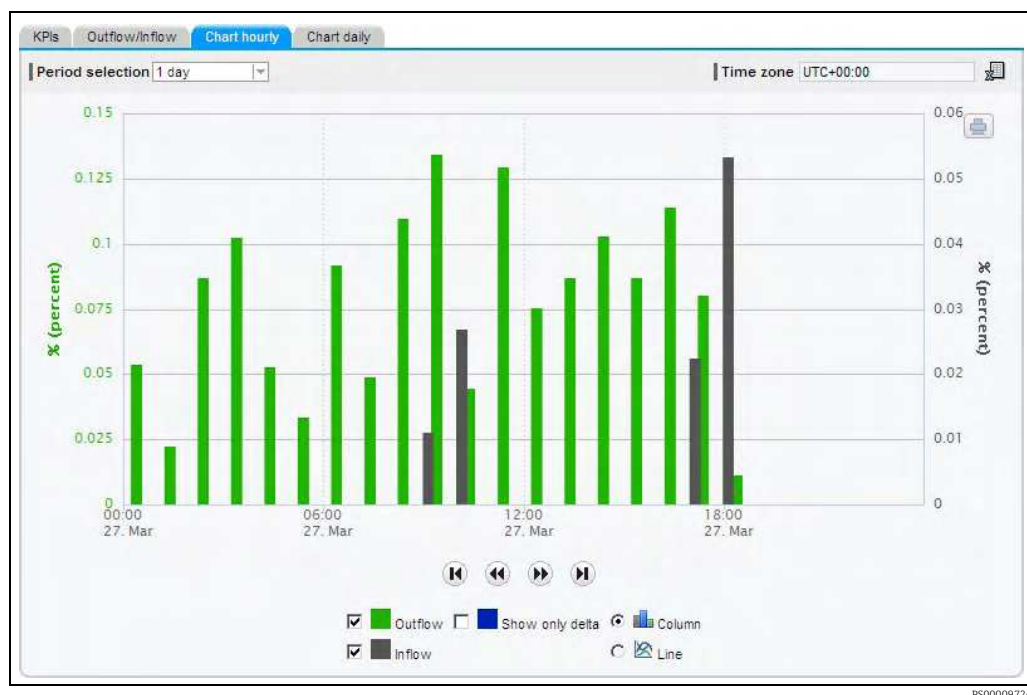 KPIs Outflow/Inflow Chart hourly Chart daily
Period selection 1 day Time zone UTC+00:00
0.15 0.06
0.125 0.05
0.1 0.04
0.075 0.03
0.05 0.02
0.025 0.01
0 0
% (percent)
% (percent)
00:00 06:00 12:00 18:00
27. Mar 27. Mar 27. Mar 27. Mar
Outflow Show only delta Column
Inflow Line